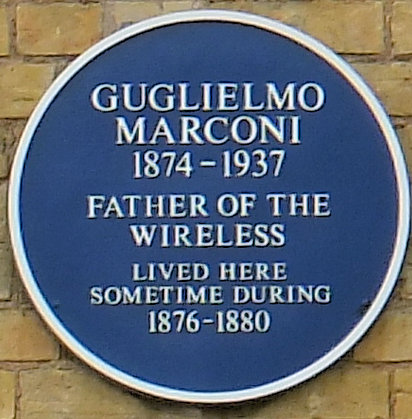 GUGLIELMO
MARCONI
1874-1937
FATHER OF THE
WIRELESS
LIVED HERE
SOMETIME DURING
1876-1880